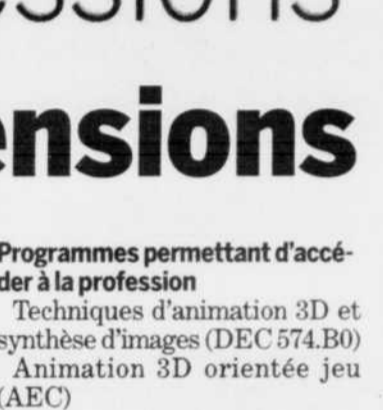 ensions
Programmes permettant d'accé-
der à la profession
Techniques d'animation 3D et
synthèse d'images (DEC 574.B0)
Animation 3D orientée jeu
(AEC)